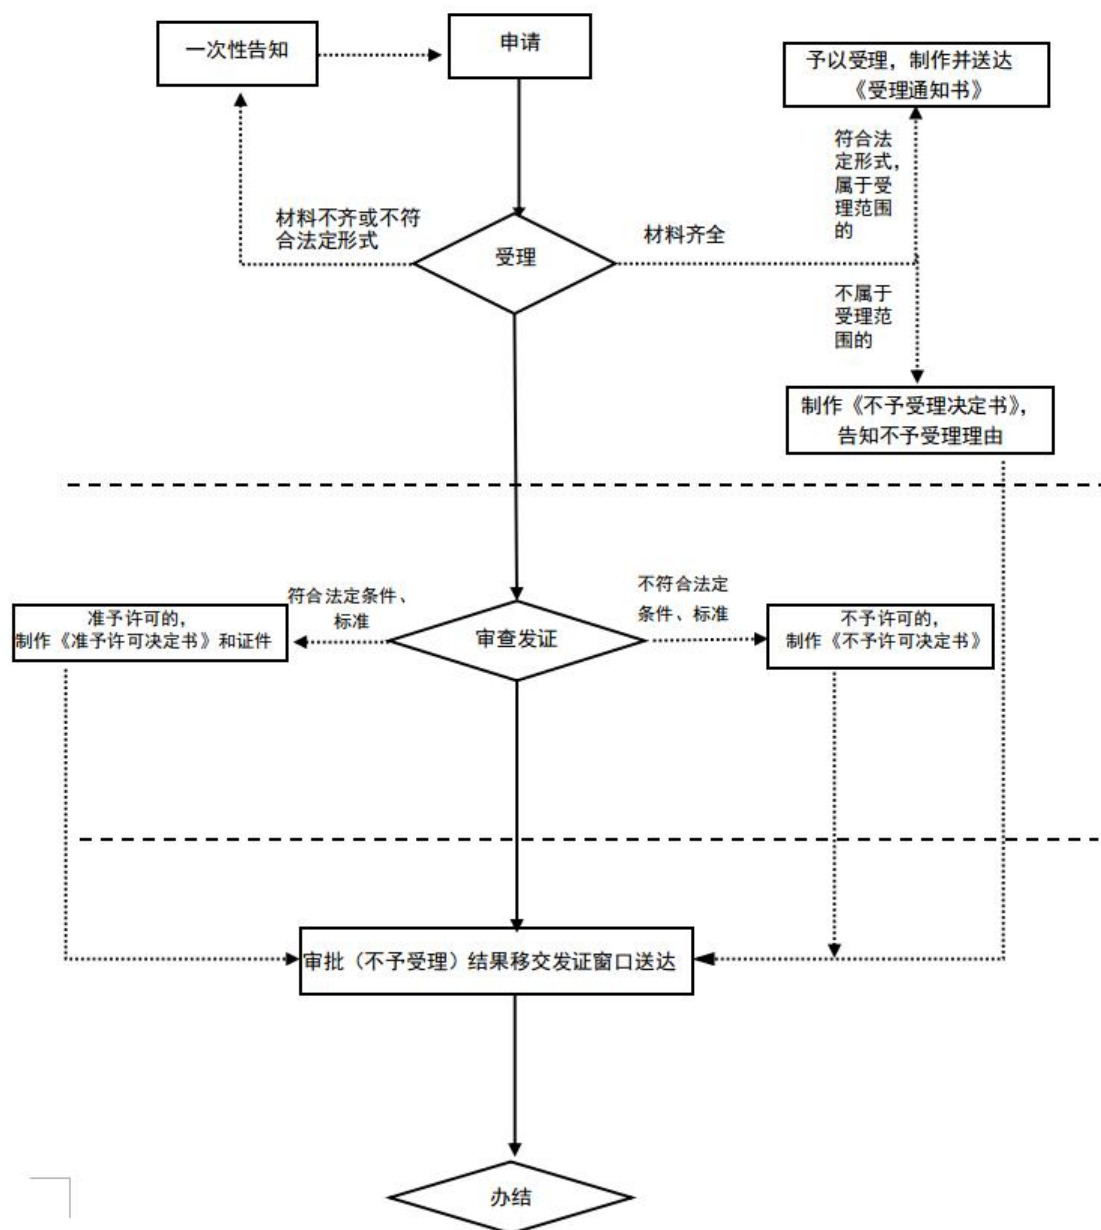 一次性告知
申请
予以受理，制作并送达
《受理通知书》
符合法
定形式，
属于受
理范围
的
材料不齐或不符
合法定形式
受理
材料齐全
不属于
受理范
围的
制作《不予受理决定书》，
告知不予受理理由
符合法定条件、
标准
不符合法定
条件、标准
准予许可的，
制作《准予许可决定书》和证件
审查发证
不予许可的，
制作《不予许可决定书》
审批（不予受理）结果移交发证窗口送达
办结